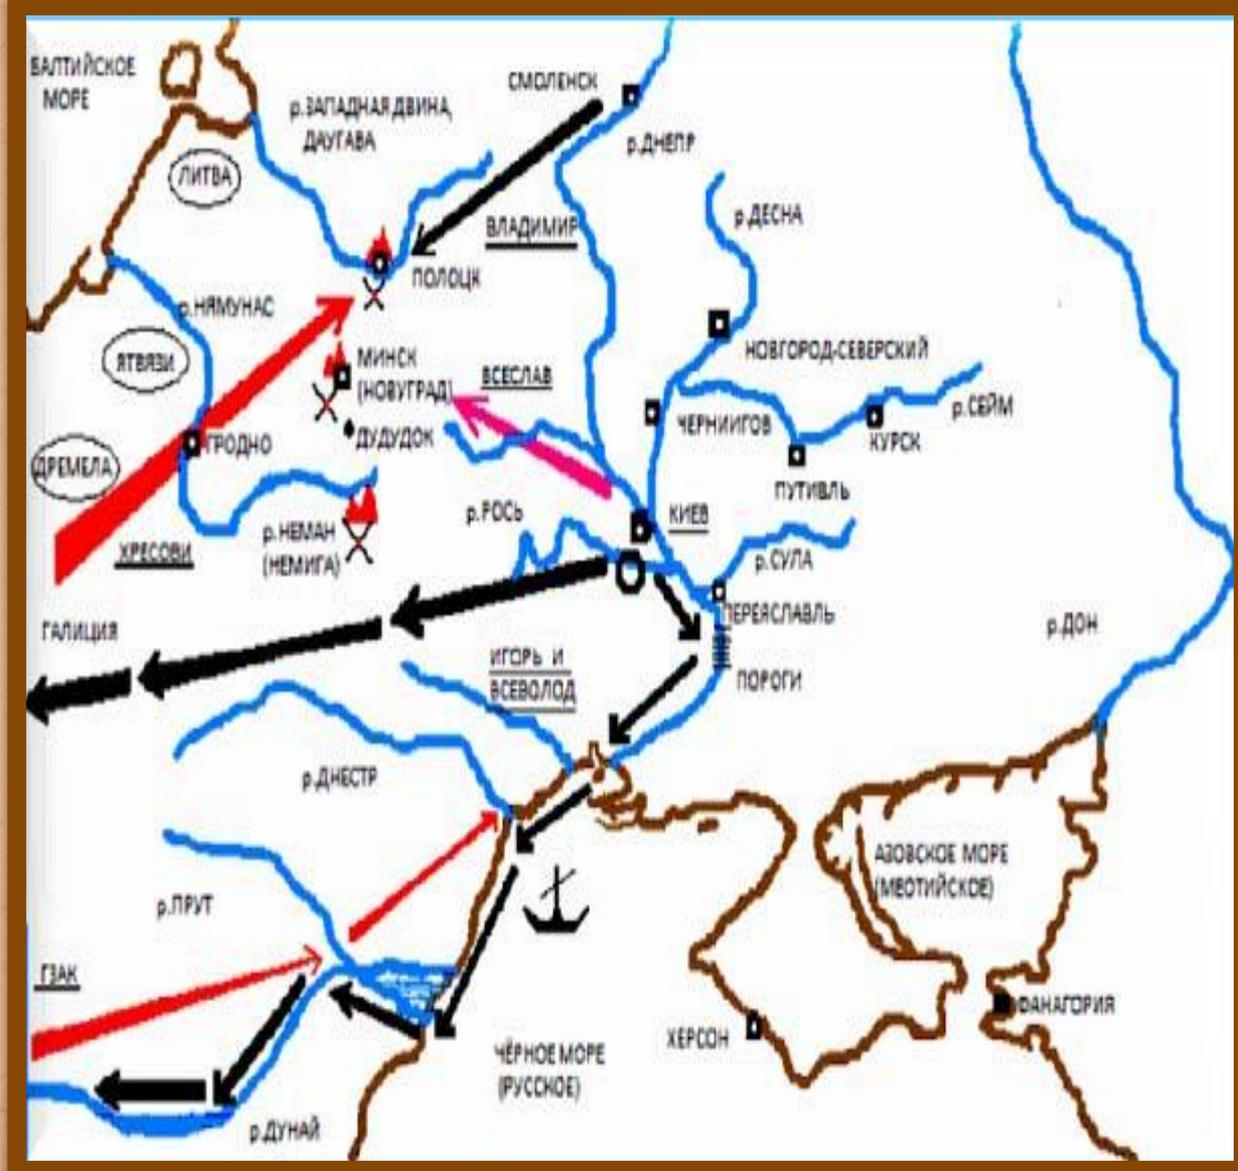 БАЛТИЙСКОЕ
МОРЕ
СМОЛЕНСК
р.ЗАПАДНАЯ ДВИНА,
ДАУГАВА
р.ДНЕПР
ЛИТВА
р.ДЕСНА
ВЛАДИМИР
ПОЛОЦК
р.НЯМУНАС
ЯТВЯЗИ
МИНСК
(НОВУГРАД)
ВСЕСЛАВ
НОВГОРОД-СЕВЕРСКИЙ
р.СЕЙМ
ЧЕРНИИГОВ
КУРСК
ДУДУДОК
ГРОДНО
ДРЕМЕЛА
ПУТИВЛЬ
р.РОСЬ
КИЕВ
р.НЕМАН
(НЕМИГА)
ХРЕСОВИ
р.СУЛА
ПЕРЕЯСЛАВЛЬ
ГАЛИЦИЯ
р.ДОН
ИГОРЬ И
ВСЕВОЛОД
ПОРОГИ
р.ДНЕСТР
АЗОВСКОЕ МОРЕ
(МЕОТИЙСКОЕ)
р.ПРУТ
ГЗАК
ФАНАГОРИЯ
ХЕРСОН
ЧЁРНОЕ МОРЕ
(РУССКОЕ)
р.ДУНАЙ